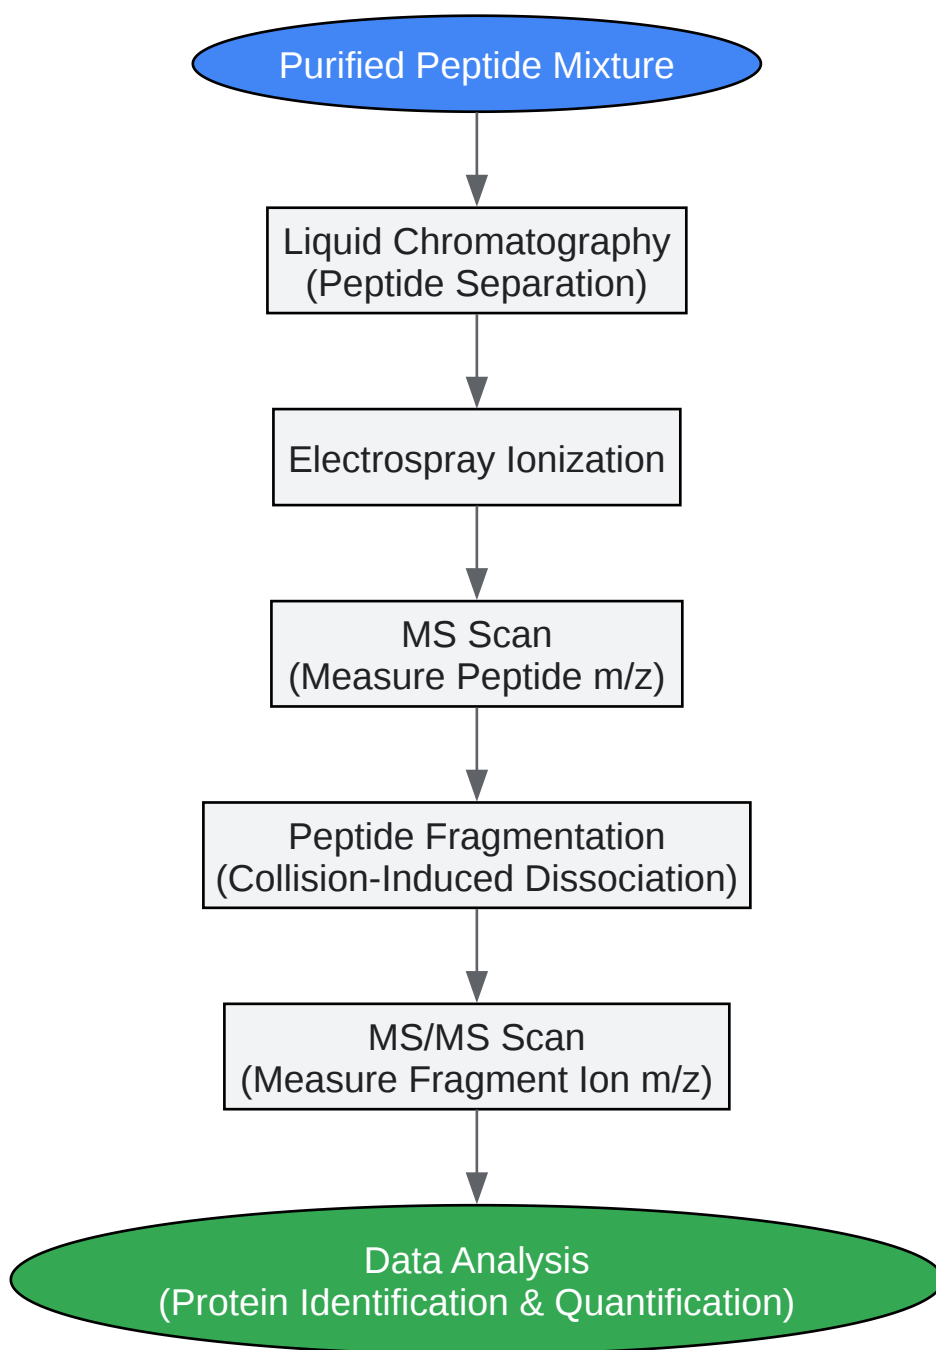 Purified Peptide Mixture
Liquid Chromatography
(Peptide Separation)
Electrospray Ionization
MS Scan
(Measure Peptide m/z)
Peptide Fragmentation
(Collision-Induced Dissociation)
MS/MS Scan
(Measure Fragment Ion m/z)
Data Analysis
(Protein Identification & Quantification)